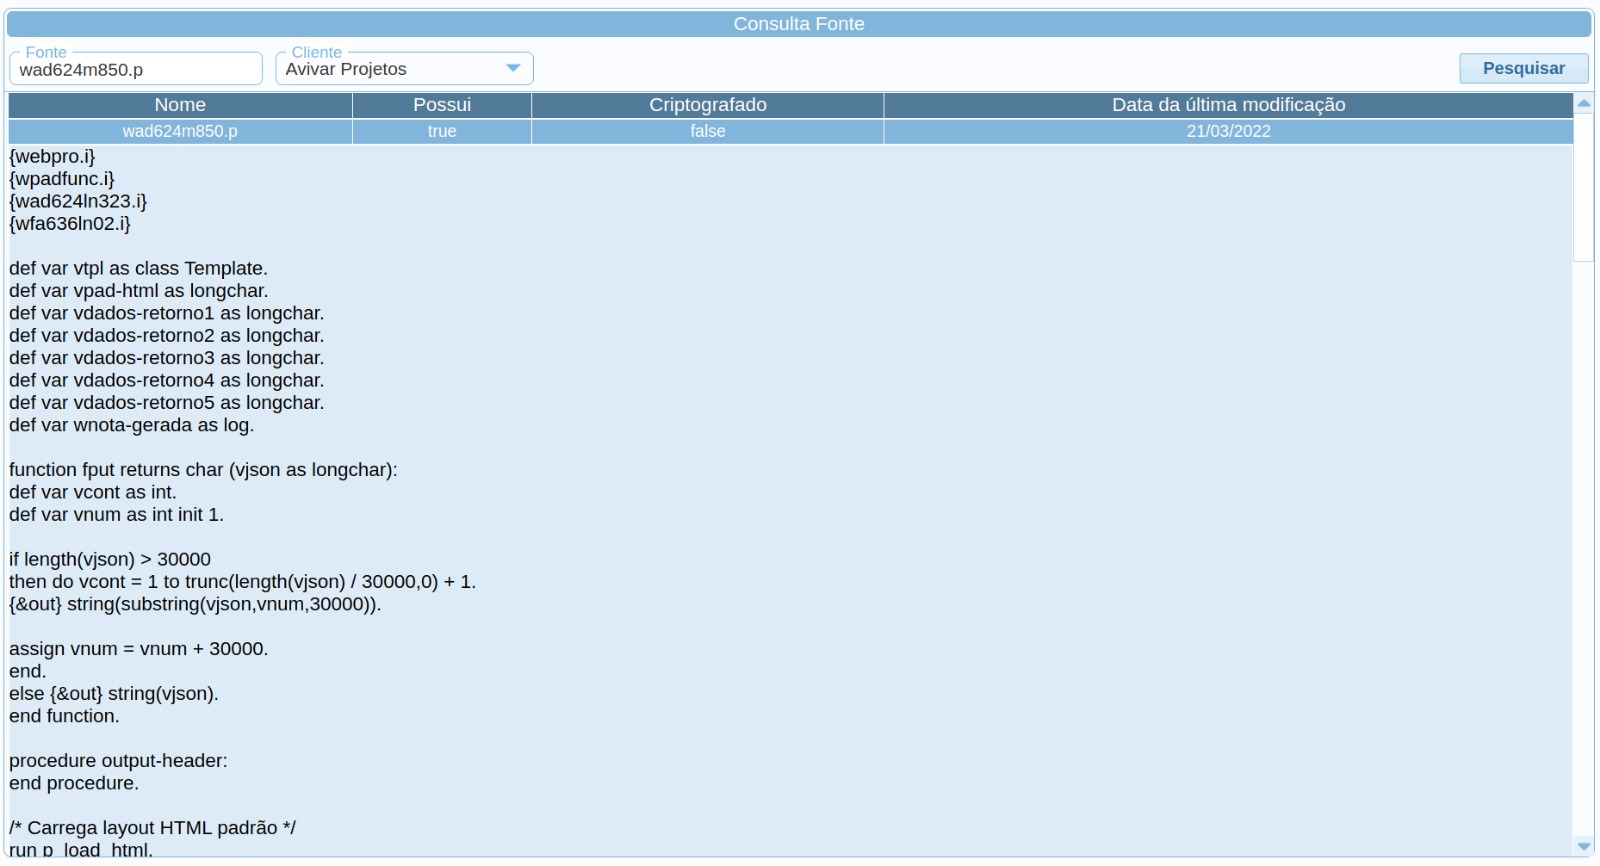 Consulta Fonte
Fonte
wad624m850.p
Cliente
Avivar Projetos
Pesquisar
Nome Possui Criptografado Data da última modificação
wad624m850.p true false 21/03/2022
{webpro.i}
{wpadfunc.i}
{wad624ln323.i}
{wfa636ln02.i}
def var vtpl as class Template.
def var vpad-html as longchar.
def var vdados-retorno1 as longchar.
def var vdados-retorno2 as longchar.
def var vdados-retorno3 as longchar.
def var vdados-retorno4 as longchar.
def var vdados-retorno5 as longchar.
def var wnota-gerada as log.
function fput returns char (vjson as longchar):
def var vcont as int.
def var vnum as int init 1.
if length(vjson) > 30000
then do vcont = 1 to trunc(length(vjson) / 30000,0) + 1.
{&out} string(substring(vjson,vnum,30000)).
assign vnum = vnum + 30000.
end.
else {&out} string(vjson).
end function.
procedure output-header:
end procedure.
/* Carrega layout HTML padrão */
run p_load_html.